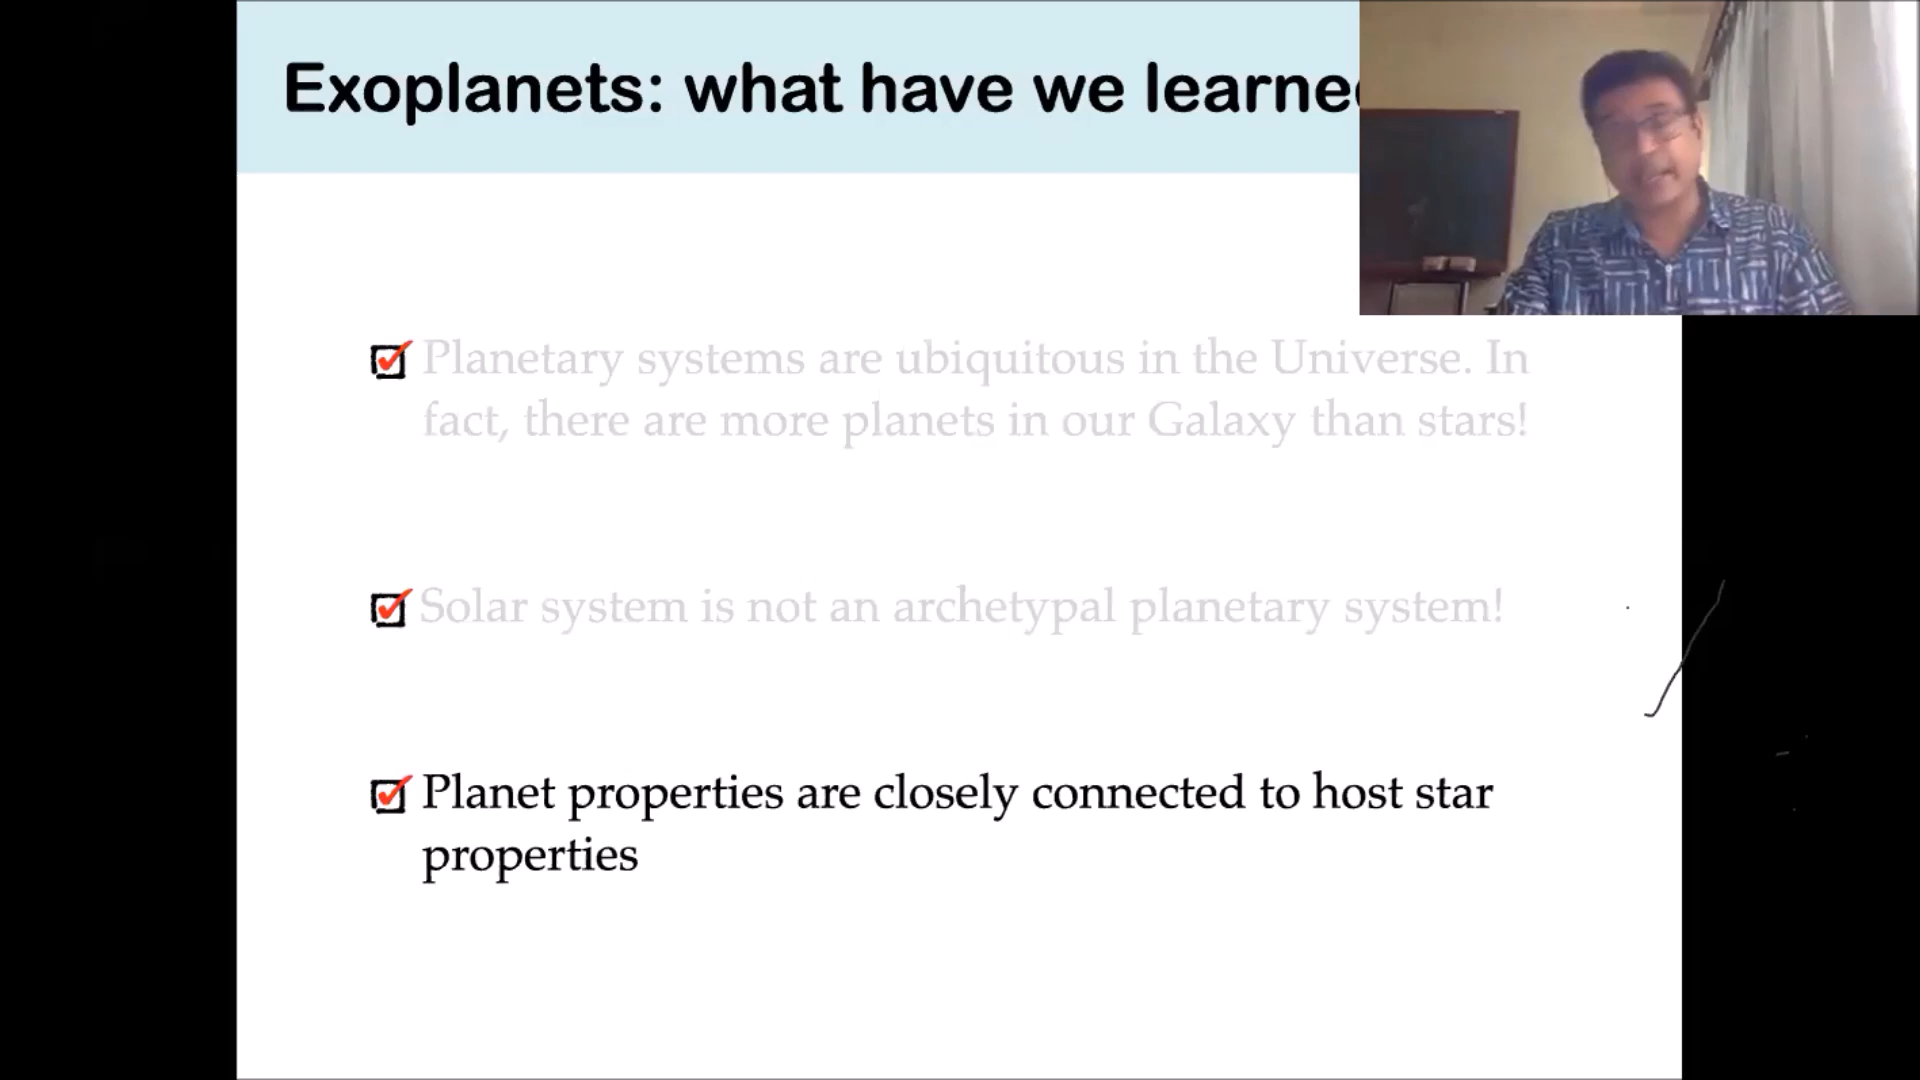 Exoplanets: what have we learne
Planetary systems are ubiquitous in the Universe. In
fact, there are more planets in our Galaxy than stars!
Solar system is not an archetypal planetary system!
Planet properties are closely connected to host star
properties